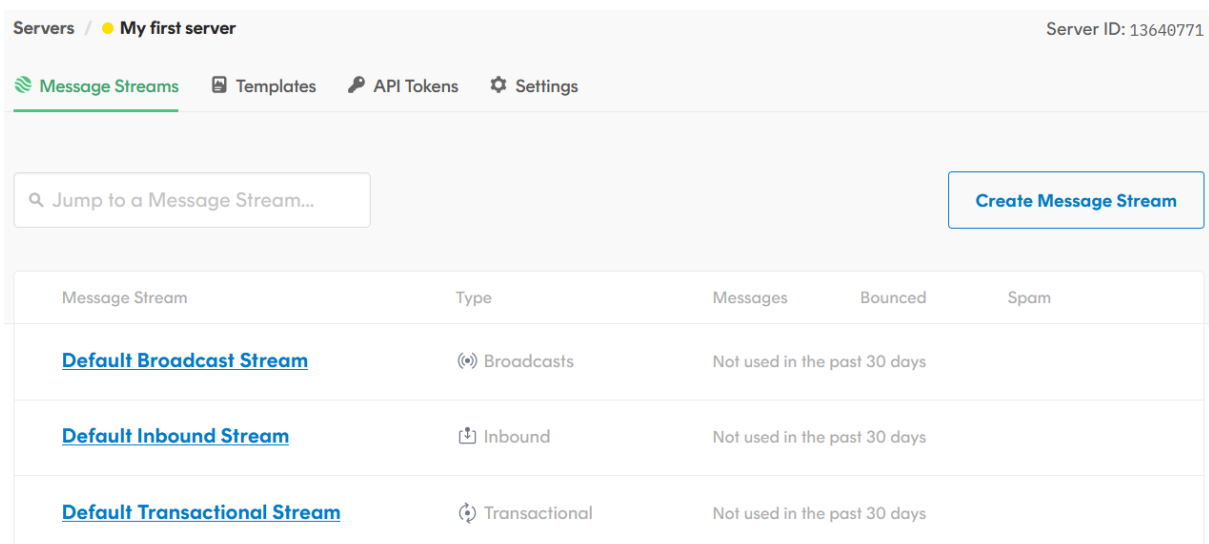 Servers / My first server Server ID: 13640771
Message Streams Templates API Tokens Settings
Jump to a Message Stream... Create Message Stream
Message Stream Type Messages Bounced Spam
Default Broadcast Stream Broadcasts Not used in the past 30 days
Default Inbound Stream Inbound Not used in the past 30 days
Default Transactional Stream Transactional Not used in the past 30 days